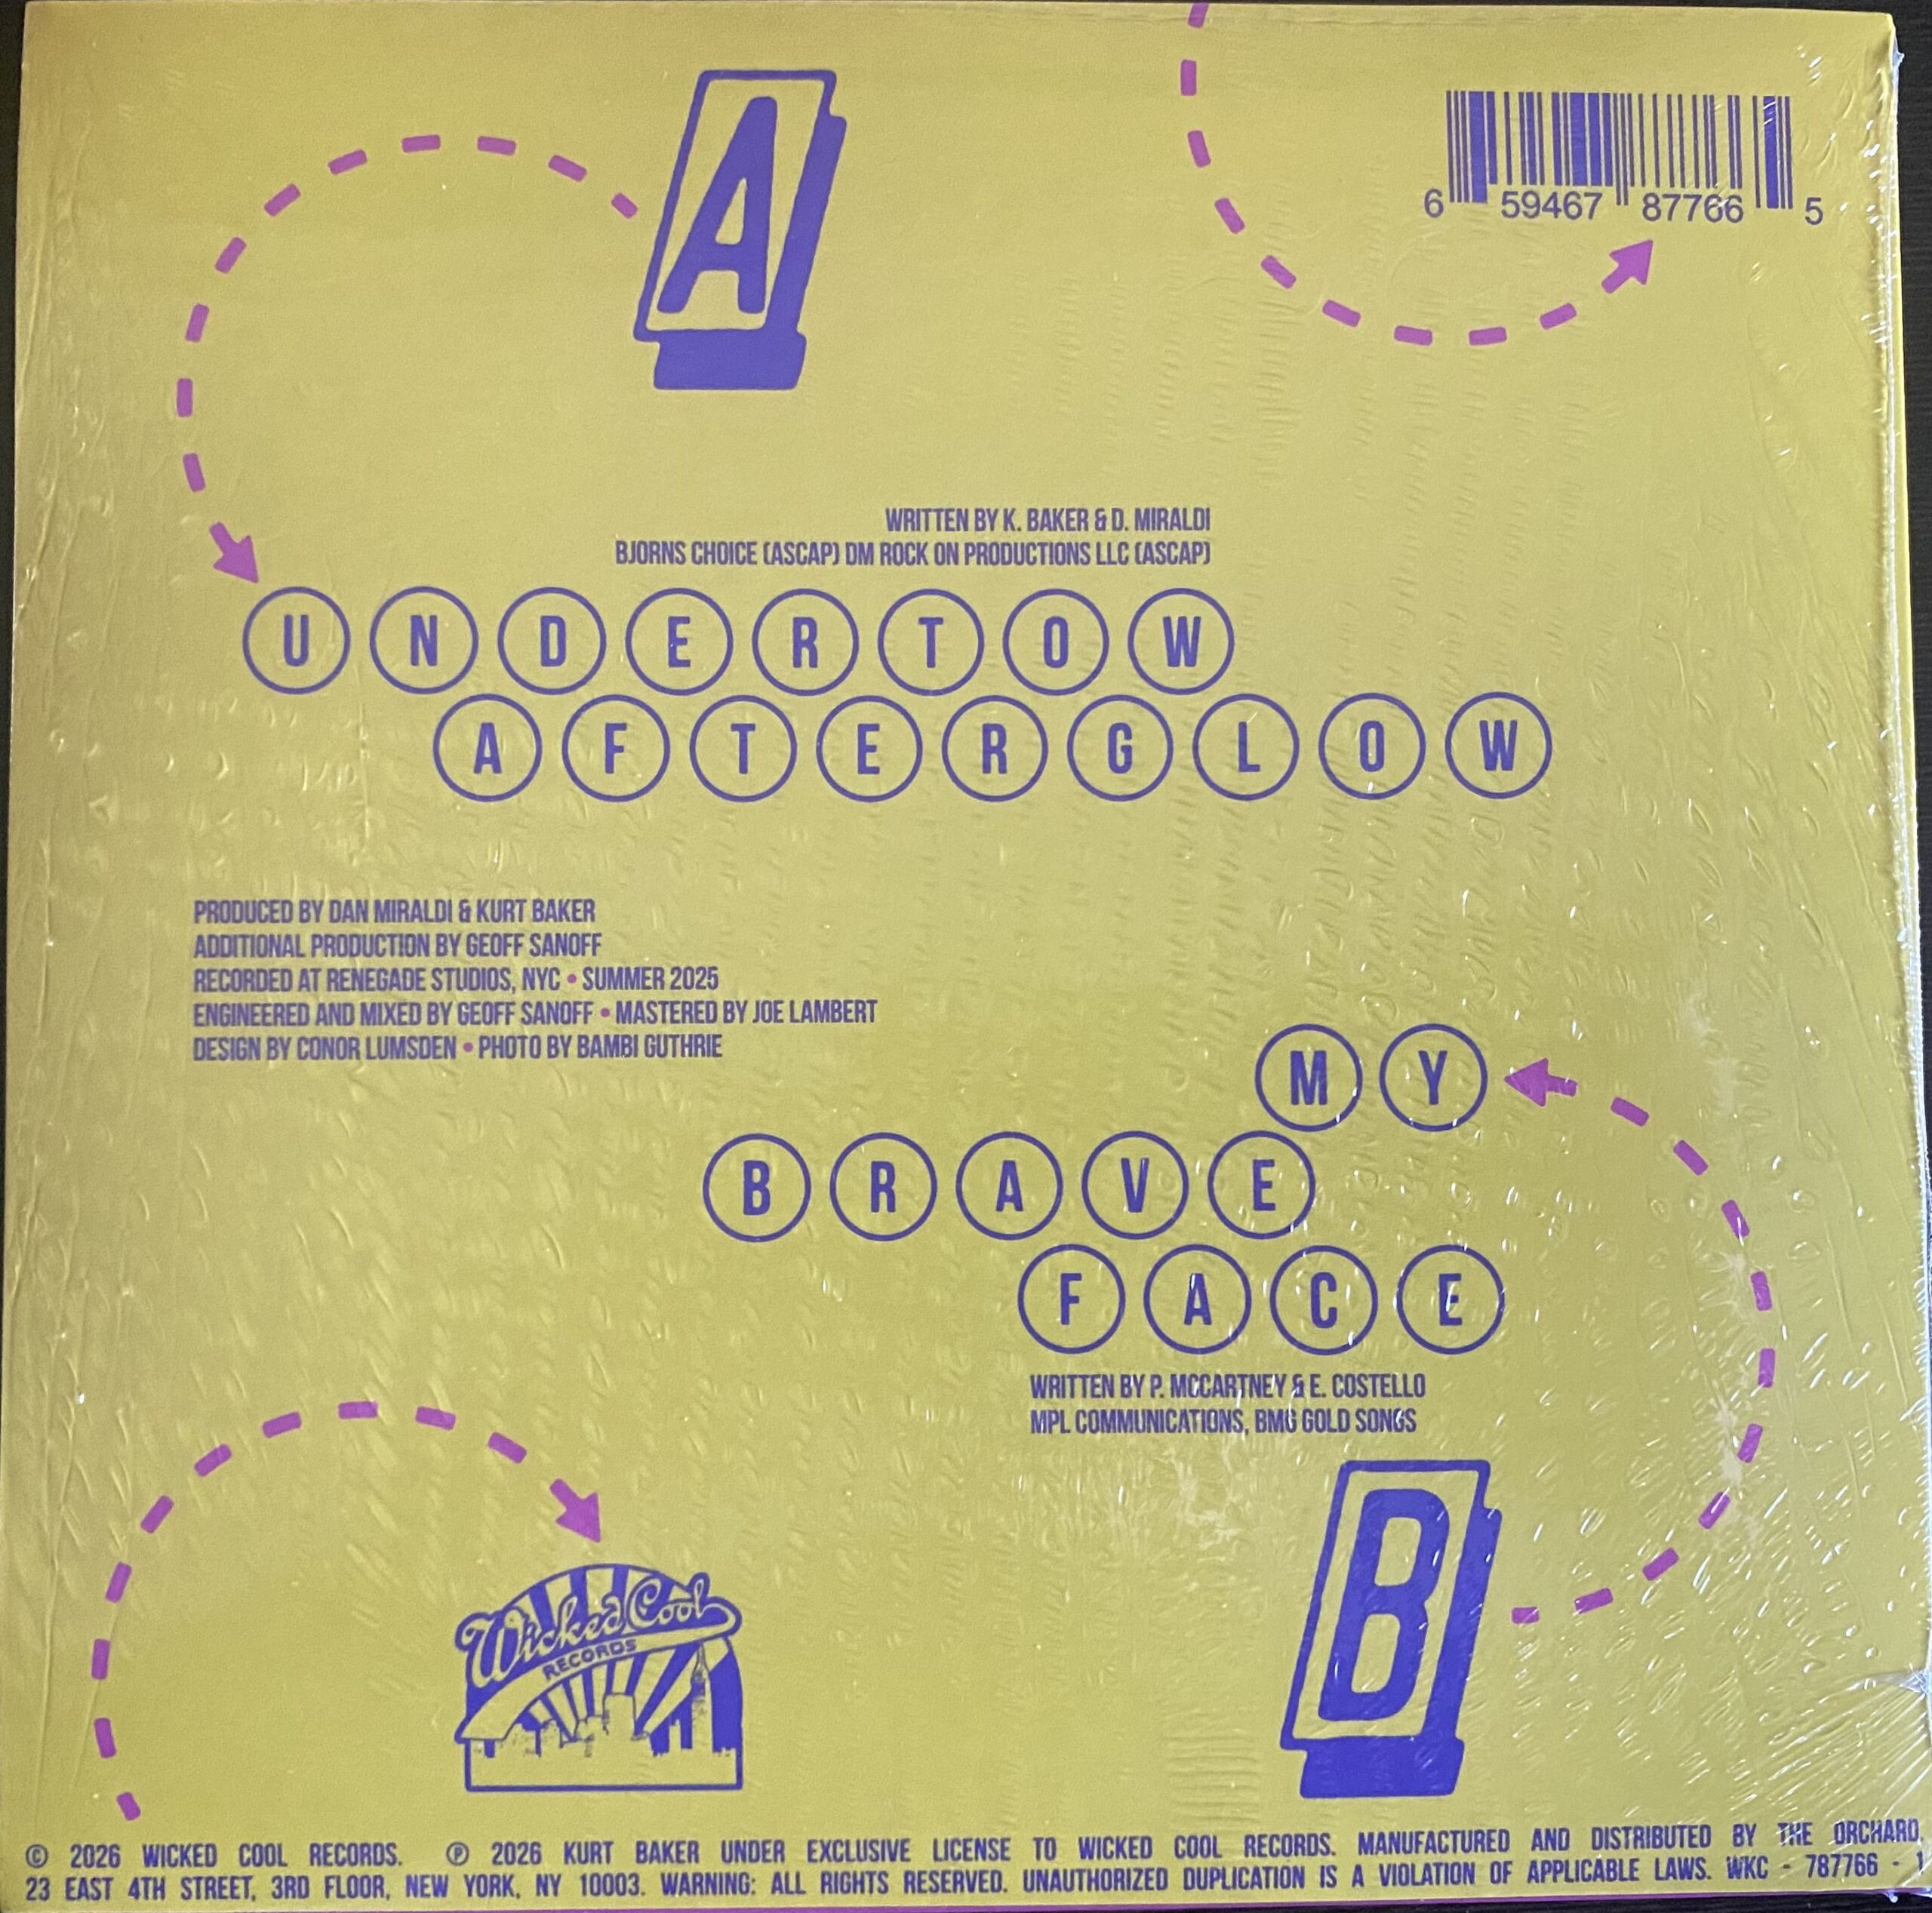 A
6 59467 87766 5
WRITTEN BY K. BAKER & D. MIRALDI
BJORNS CHOICE (ASCAP) DM ROCK ON PRODUCTIONS LLC (ASCAP)
UNDERTOW
AFTERGLOW
PRODUCED BY DAN MIRALDI & KURT BAKER
ADDITIONAL PRODUCTION BY GEOFF SANOFF
RECORDED AT RENEGADE STUDIOS, NYC • SUMMER 2025
ENGINEERED AND MIXED BY GEOFF SANOFF • MASTERED BY JOE LAMBERT
DESIGN BY CONOR LUMSDEN • PHOTO BY BAMBI GUTHRIE
MY
BRAVE
FACE
WRITTEN BY P. MCCARTNEY & E. COSTELLO
MPL COMMUNICATIONS, BMG GOLD SONGS
B
Wicked Cool
RECORDS
© 2026 WICKED COOL RECORDS. ℗ 2026 KURT BAKER UNDER EXCLUSIVE LICENSE TO WICKED COOL RECORDS. MANUFACTURED AND DISTRIBUTED BY THE ORCHARD,
23 EAST 4TH STREET, 3RD FLOOR, NEW YORK, NY 10003. WARNING: ALL RIGHTS RESERVED. UNAUTHORIZED DUPLICATION IS A VIOLATION OF APPLICABLE LAWS. WKC - 787766 - 1